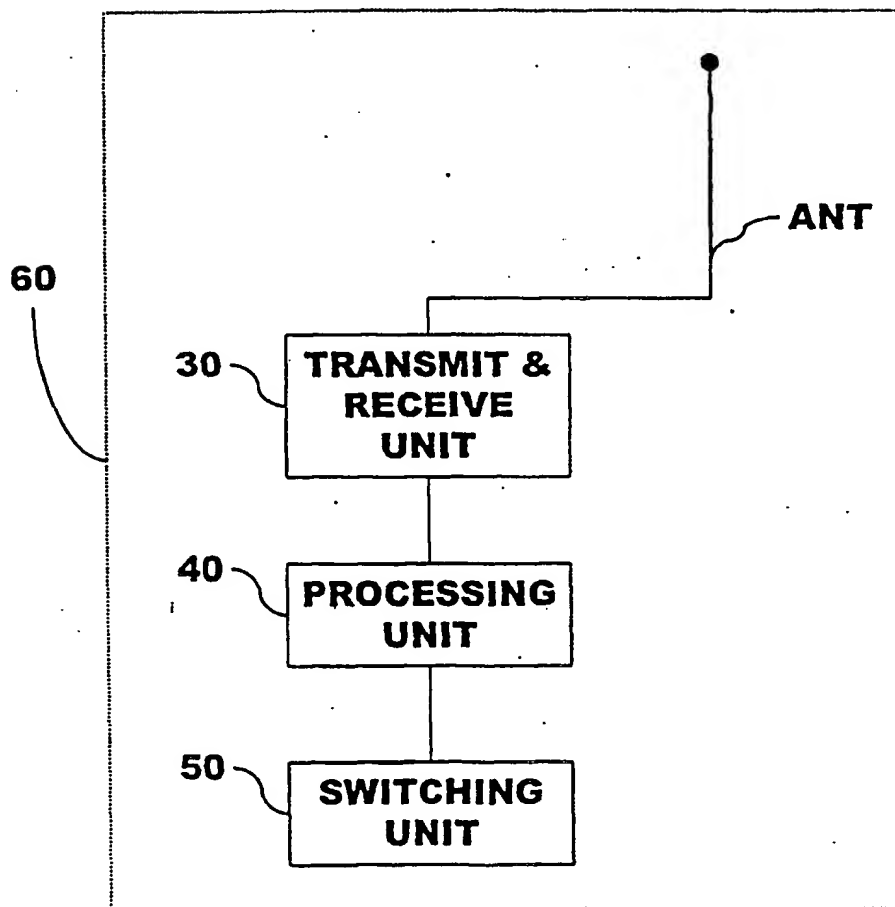 ANT
60
30
TRANSMIT &
RECEIVE
UNIT
40
PROCESSING
UNIT
50
SWITCHING
UNIT